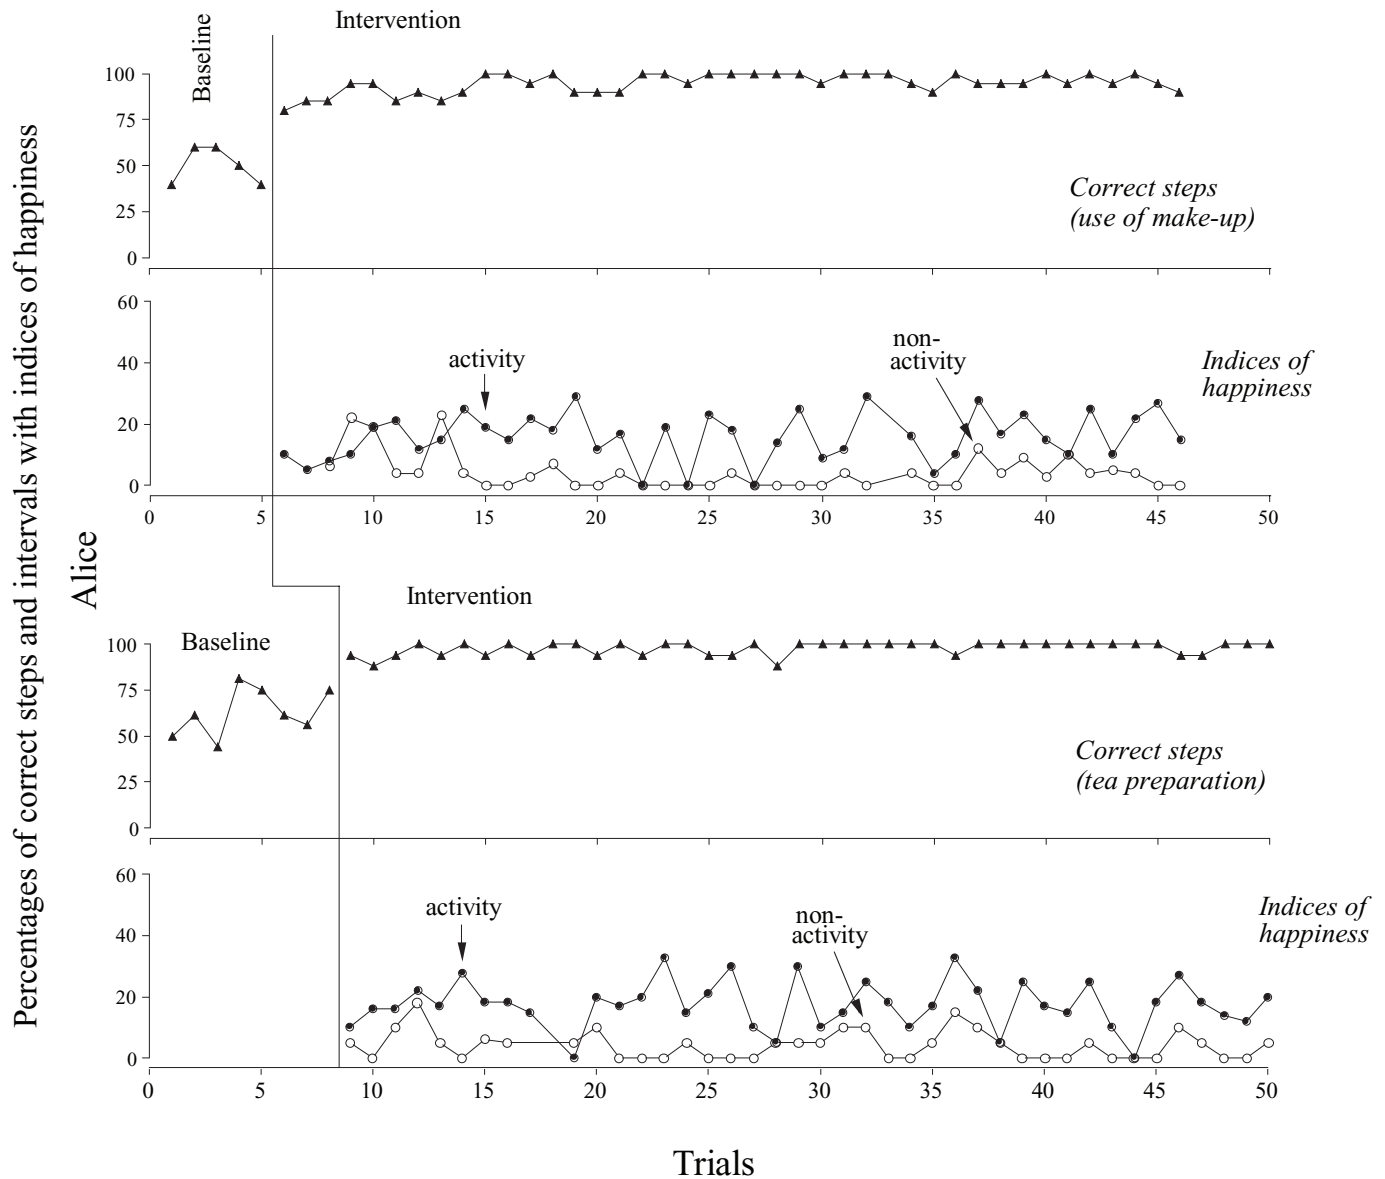 Percentages of correct steps and intervals with indices of happiness
Alice
Baseline
Intervention
100
75
50
25
0
Correct steps
(use of make-up)
60
40
20
0
activity
non-
activity
Indices of
happiness
0 5 10 15 20 25 30 35 40 45 50
Intervention
Baseline
100
75
50
25
0
Correct steps
(tea preparation)
60
40
20
0
activity
non-
activity
Indices of
happiness
0 5 10 15 20 25 30 35 40 45 50
Trials